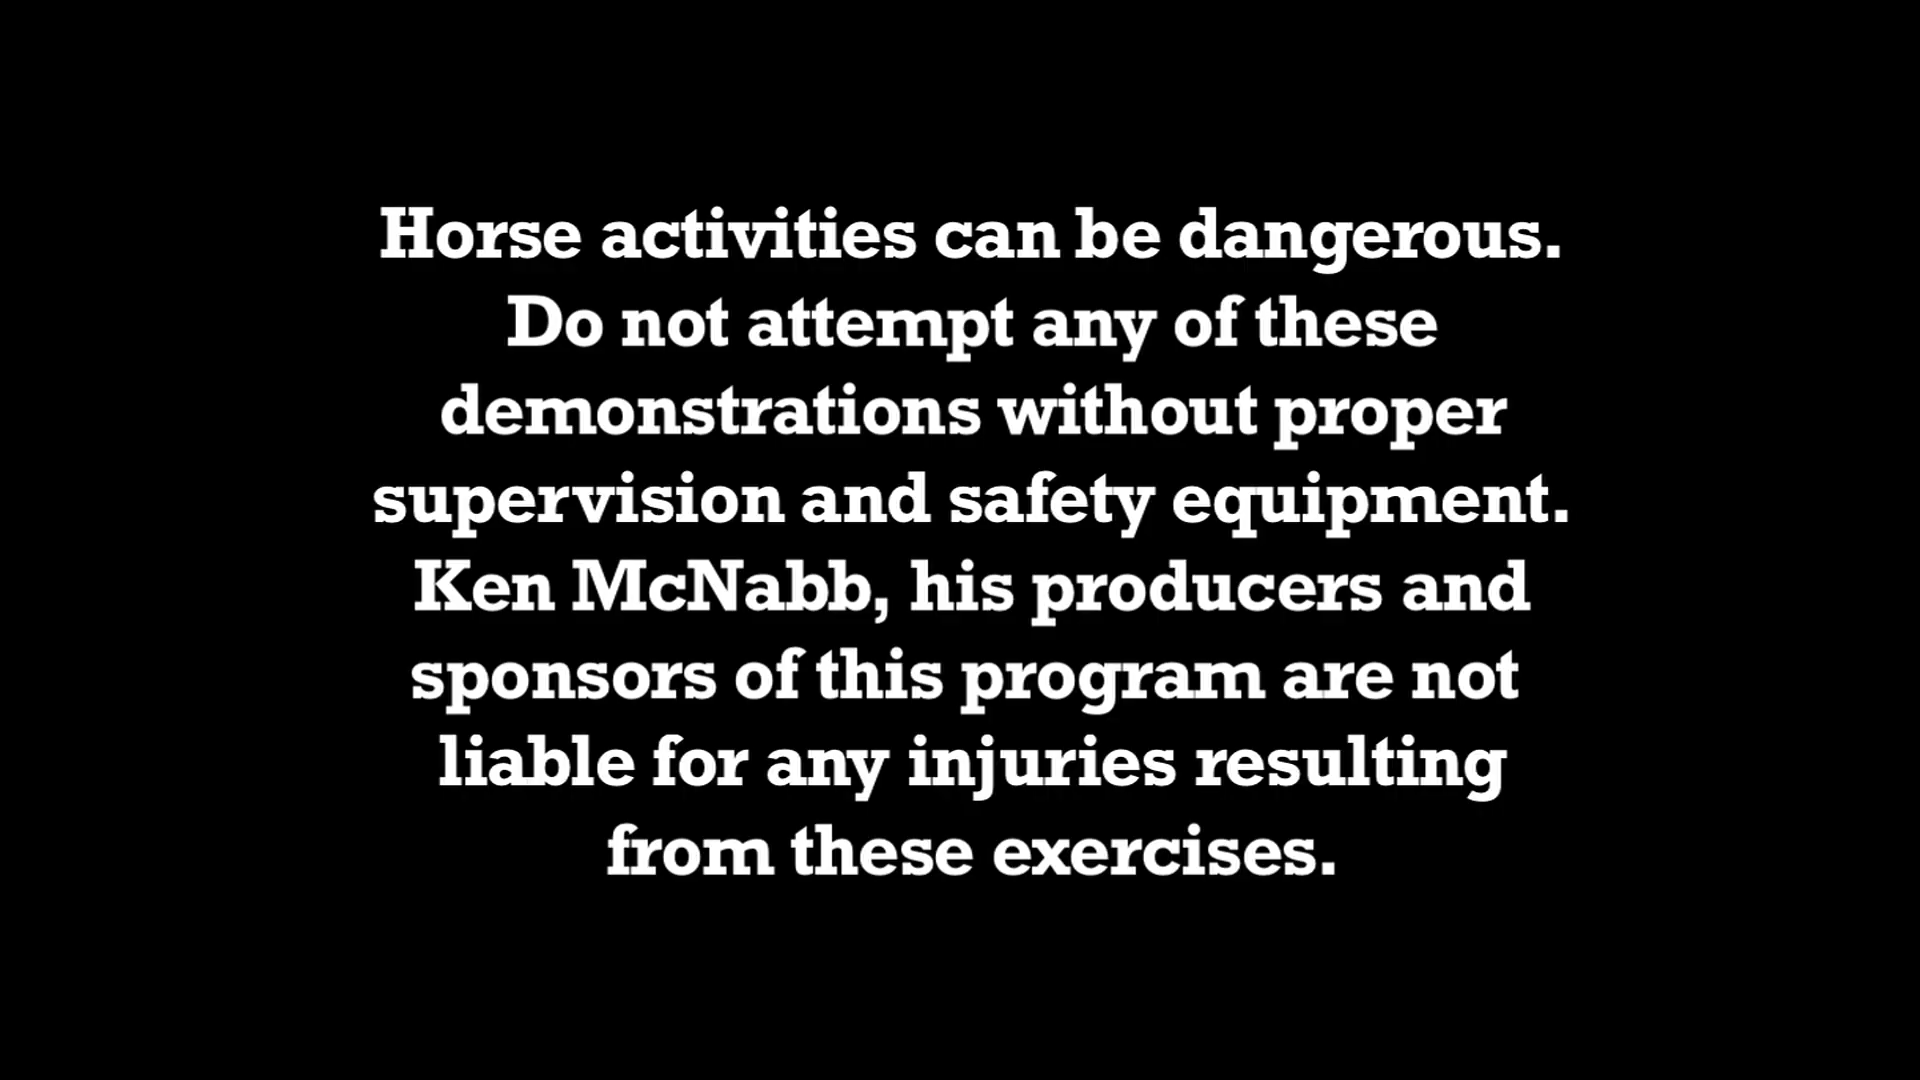 Horse activities can be dangerous.
Do not attempt any of these
demonstrations without proper
supervision and safety equipment.
Ken McNabb, his producers and
sponsors of this program are not
liable for any injuries resulting
from these exercises.